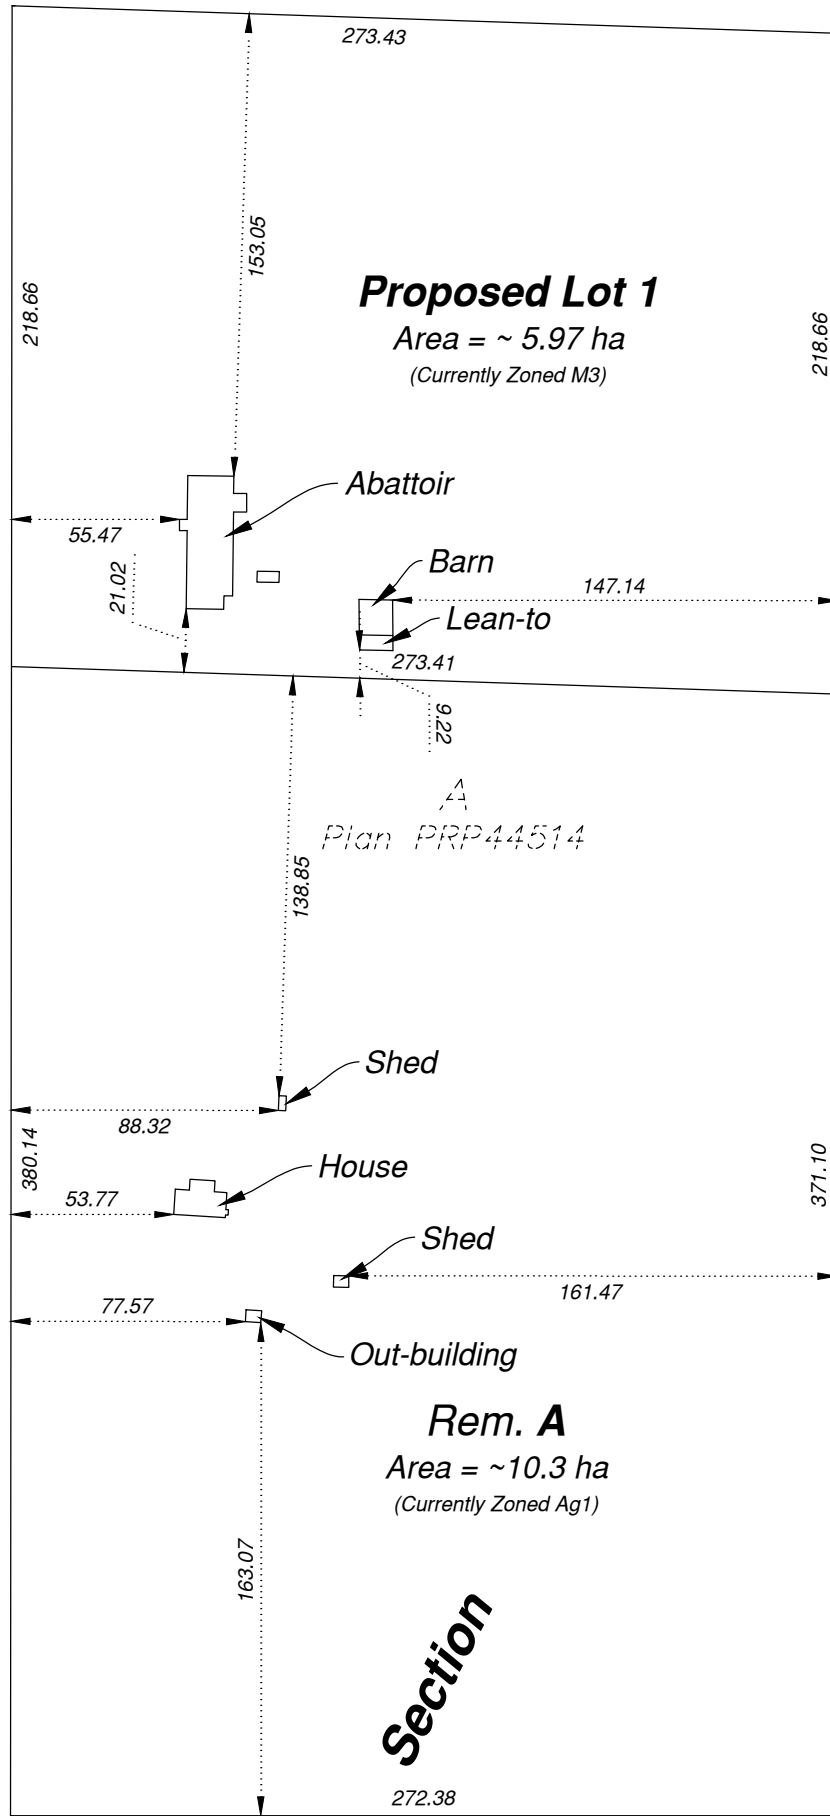 273.43
153.05
218.66
Proposed Lot 1
Area = ~ 5.97 ha
(Currently Zoned M3)
218.66
Abattoir
55.47
21.02
Barn
147.14
Lean-to
273.41
9.22
A
Plan PRP44514
138.85
Shed
88.32
380.14
House
53.77
371.10
Shed
161.47
77.57
Out-building
Rem. A
Area = ~10.3 ha
(Currently Zoned Ag1)
163.07
Section
272.38